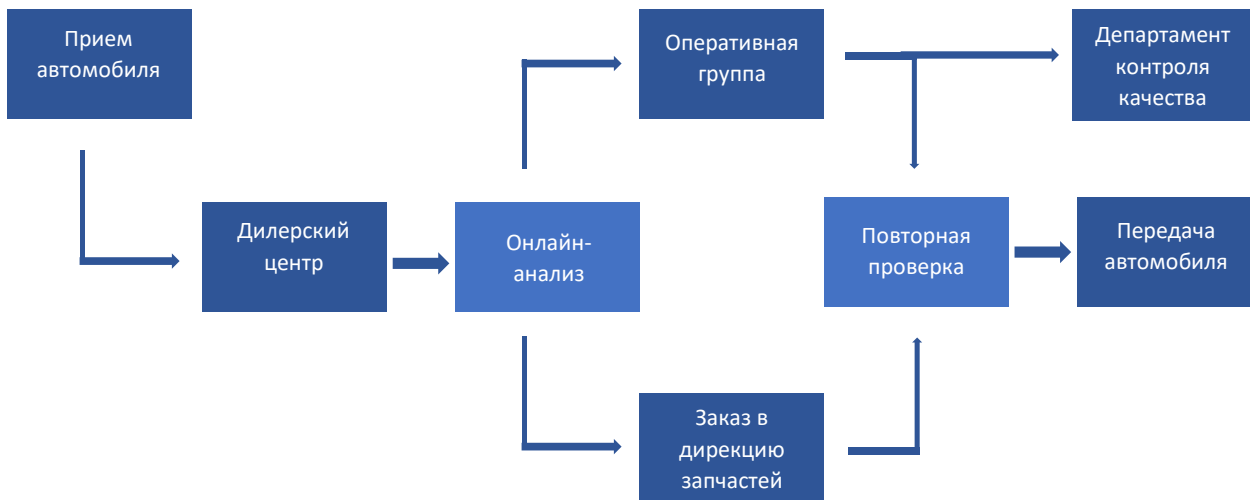 Прием
автомобиля
Оперативная
группа
Департамент
контроля
качества
Дилерский
центр
Онлайн-
анализ
Повторная
проверка
Передача
автомобиля
Заказ в
дирекцию
запчастей